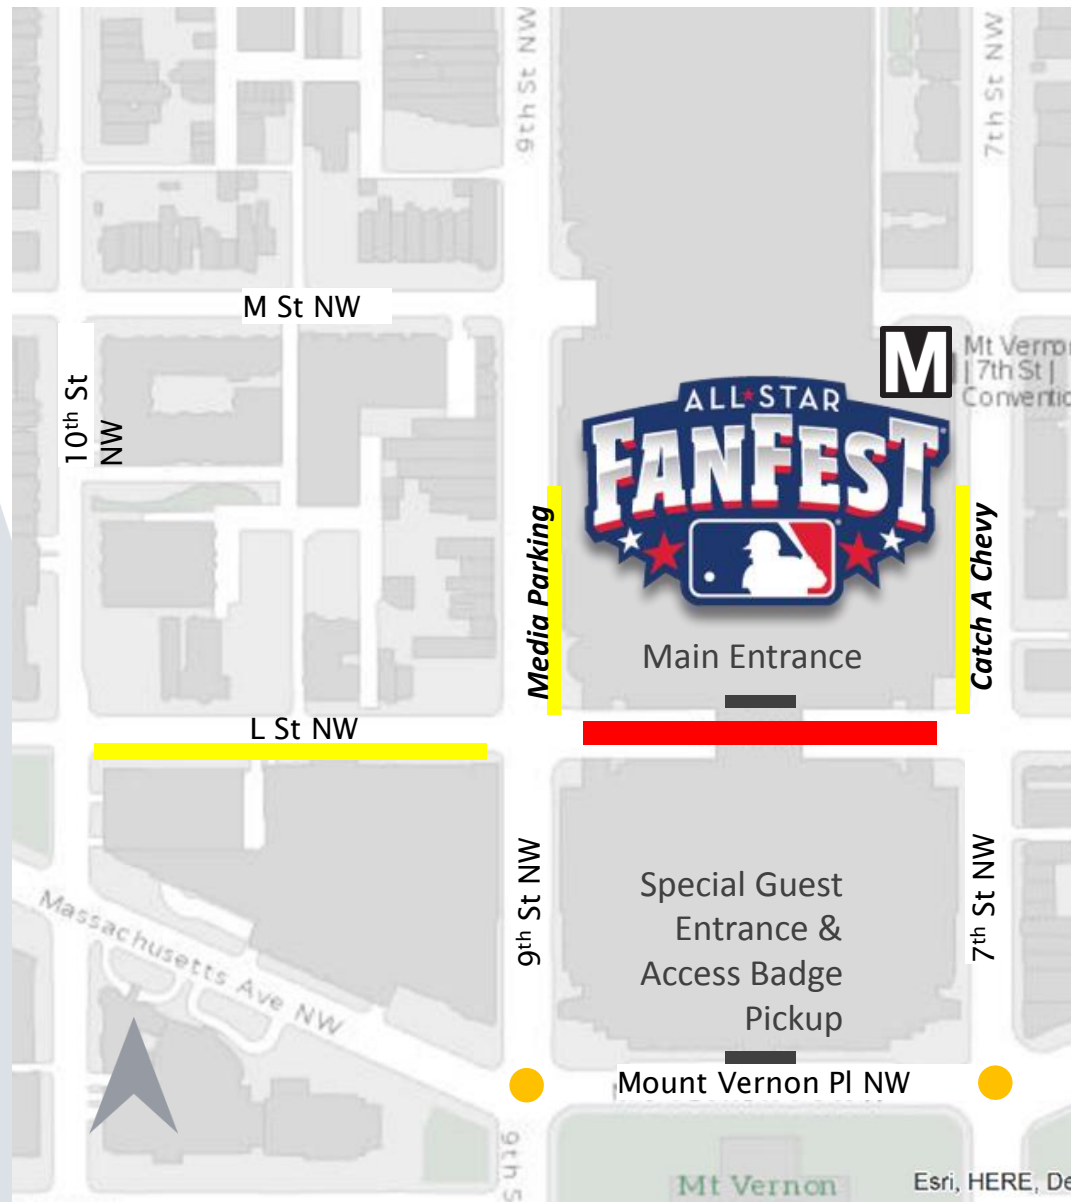 9th St NW
7th St NW
M St NW
10th St
NW
M
Mt Vernon
| 7th St |
Conventio
ALL STAR
FANFEST
Media Parking
Catch A Chevy
Main Entrance
L St NW
9th St NW
7th St NW
Special Guest
Entrance &
Access Badge
Pickup
Massachusetts Ave NW
Mount Vernon Pl NW
9th S
Mt Vernon
Esri, HERE, De